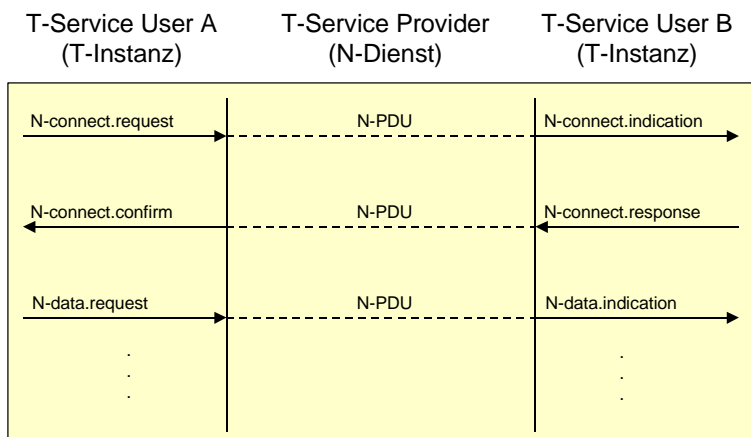 T-Service User A
(T-Instanz)
T-Service Provider
(N-Dienst)
T-Service User B
(T-Instanz)
N-connect.request
N-PDU
N-connect.indication
N-connect.confirm
N-PDU
N-connect.response
N-data.request
N-PDU
N-data.indication
.
.
.
.
.
.